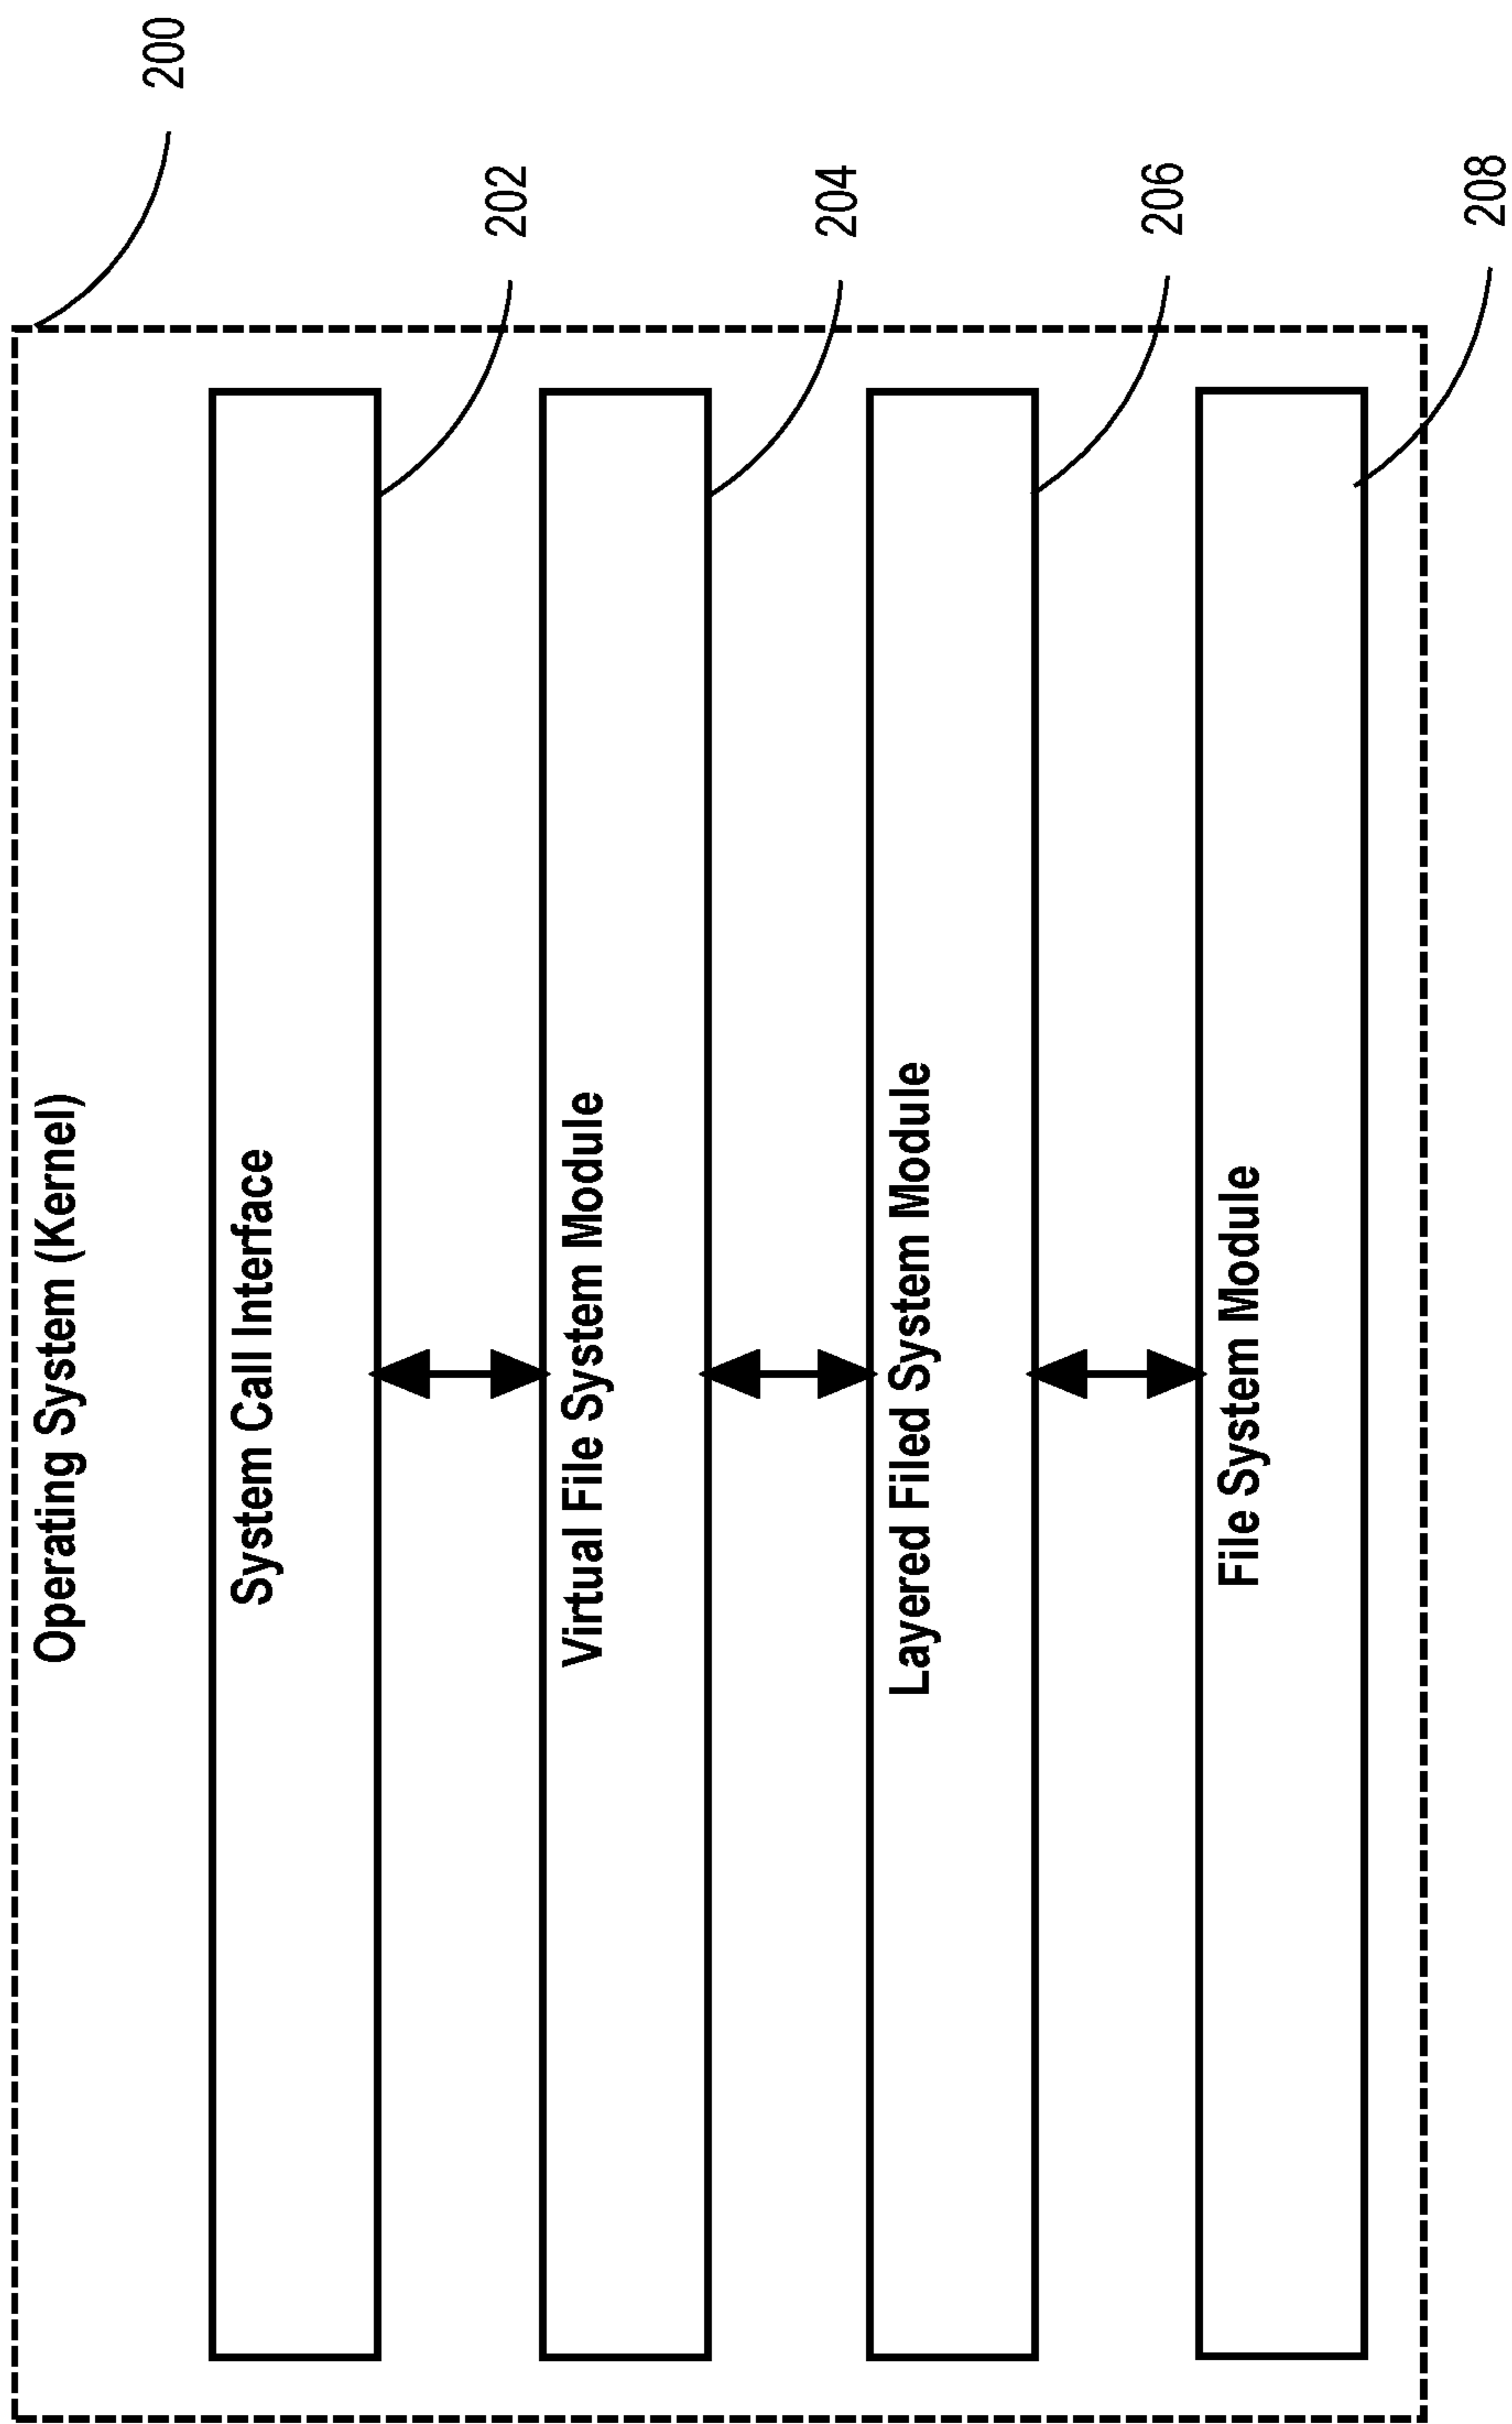 Operating System (Kernel)
200
System Call Interface
202
Virtual File System Module
204
Layered Filed System Module
206
File System Module
208